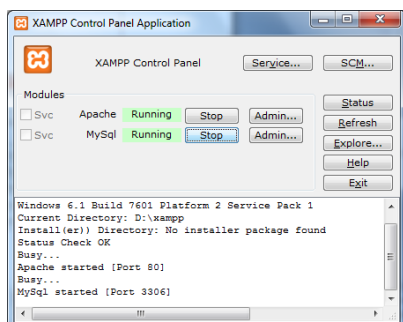 XAMPP Control Panel Application
XAMPP Control Panel
Service...
SCM...
Modules
Svc Apache Running Stop Admin...
Svc MySql Running Stop Admin...
Status
Refresh
Explore...
Help
Exit
Windows 6.1 Build 7601 Platform 2 Service Pack 1
Current Directory: D:\xampp
Install(er)) Directory: No installer package found
Status Check OK
Busy...
Apache started [Port 80]
Busy...
MySql started [Port 3306]